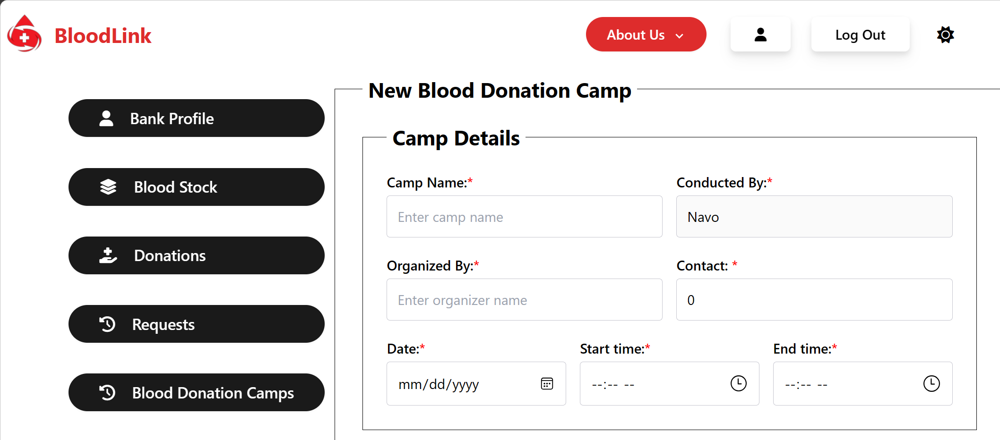 BloodLink
About Us
Log Out
Bank Profile
Blood Stock
Donations
Requests
Blood Donation Camps
New Blood Donation Camp
Camp Details
Camp Name:* Conducted By:*
Enter camp name Navo
Organized By:* Contact: *
Enter organizer name 0
Date:* Start time:* End time:*
mm/dd/yyyy --:-- -- --:-- --